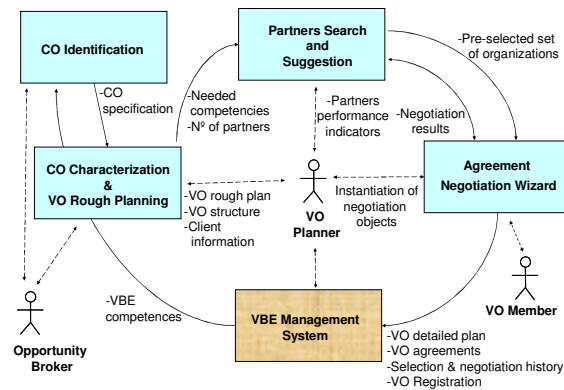 CO Identification
Partners Search
and
Suggestion
-Pre-selected set
of organizations
-CO
specification
-Needed
competencies
-Nº of partners
-Partners
performance
indicators
-Negotiation
results
CO Characterization
&
VO Rough Planning
Agreement
Negotiation Wizard
-VO rough plan
-VO structure
-Client
information
VO
Planner
Instantiation of
negotiation
objects
-VBE
competences
VBE Management
System
Opportunity
Broker
VO Member
-VO detailed plan
-VO agreements
-Selection & negotiation history
-VO Registration